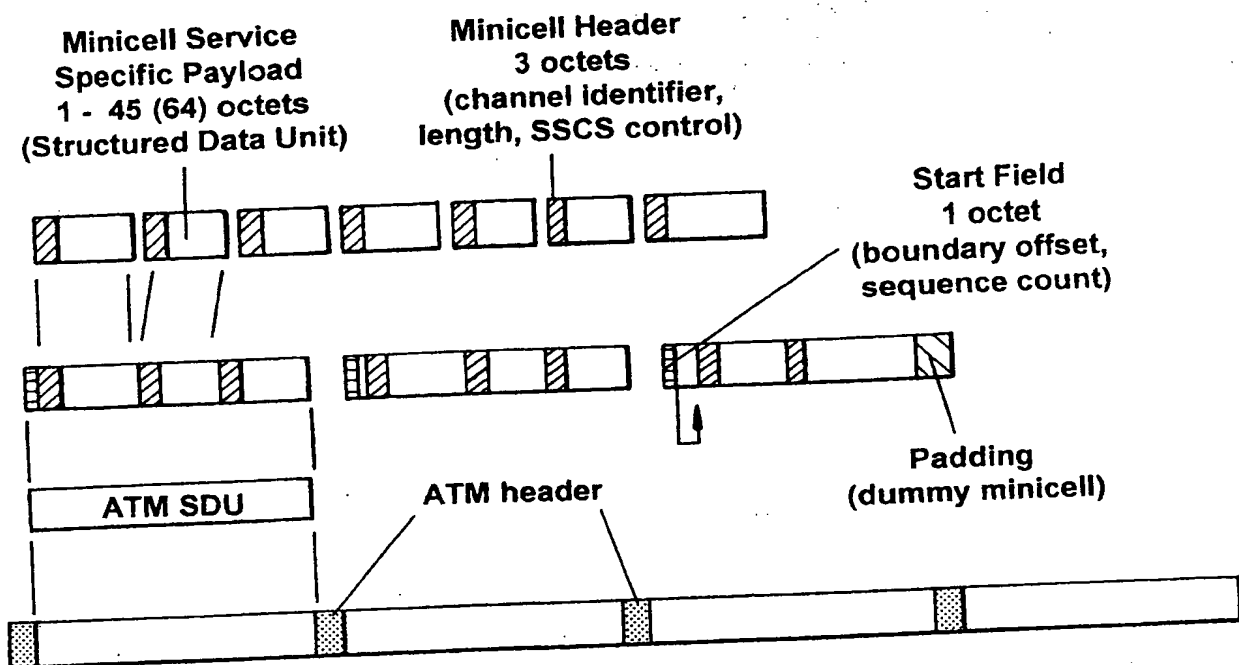 Minicell Service
Specific Payload
1 - 45 (64) octets
(Structured Data Unit)
Minicell Header
3 octets
(channel identifier,
length, SSCS control)
Start Field
1 octet
(boundary offset,
sequence count)
Padding
(dummy minicell)
ATM SDU
ATM header